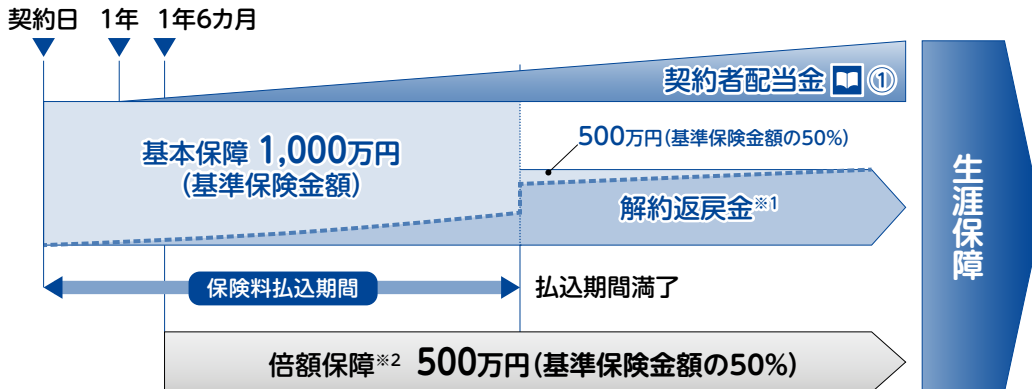 契約日 1年 1年6カ月
契約者配当金 ①
基本保障 1,000万円
(基準保険金額)
500万円(基準保険金額の50%)
解約返戻金※1
生涯保障
保険料払込期間
払込期間満了
倍額保障※2 500万円(基準保険金額の50%)